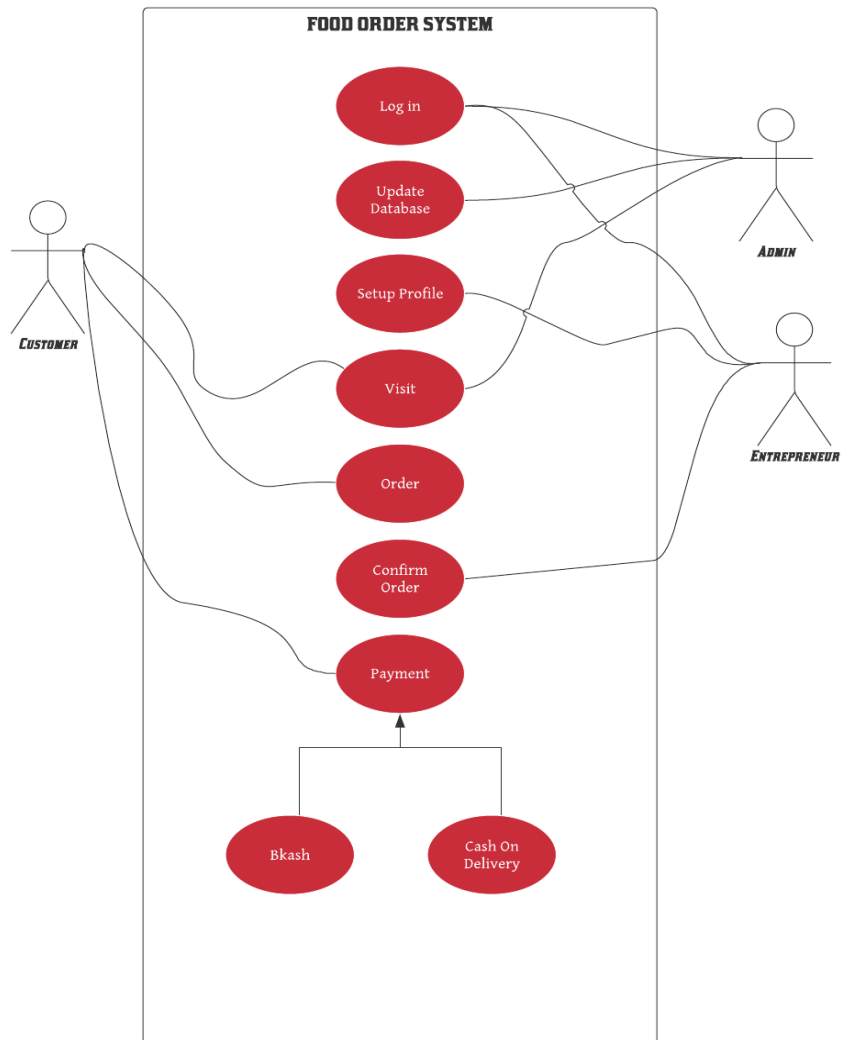 FOOD ORDER SYSTEM
Log in
Update
Database
Setup Profile
Visit
Order
Confirm
Order
Payment
Bkash
Cash On
Delivery
Customer
Admin
Entrepreneur